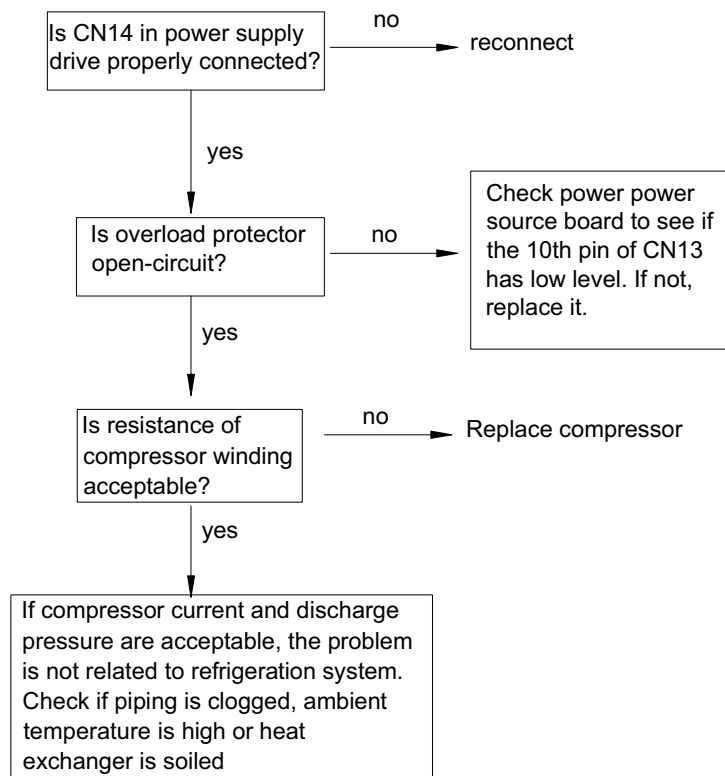 Is CN14 in power supply
drive properly connected?
no
reconnect
yes
Is overload protector
open-circuit?
no
Check power power
source board to see if
the 10th pin of CN13
has low level. If not,
replace it.
yes
Is resistance of
compressor winding
acceptable?
no
Replace compressor
yes
If compressor current and discharge
pressure are acceptable, the problem
is not related to refrigeration system.
Check if piping is clogged, ambient
temperature is high or heat
exchanger is soiled